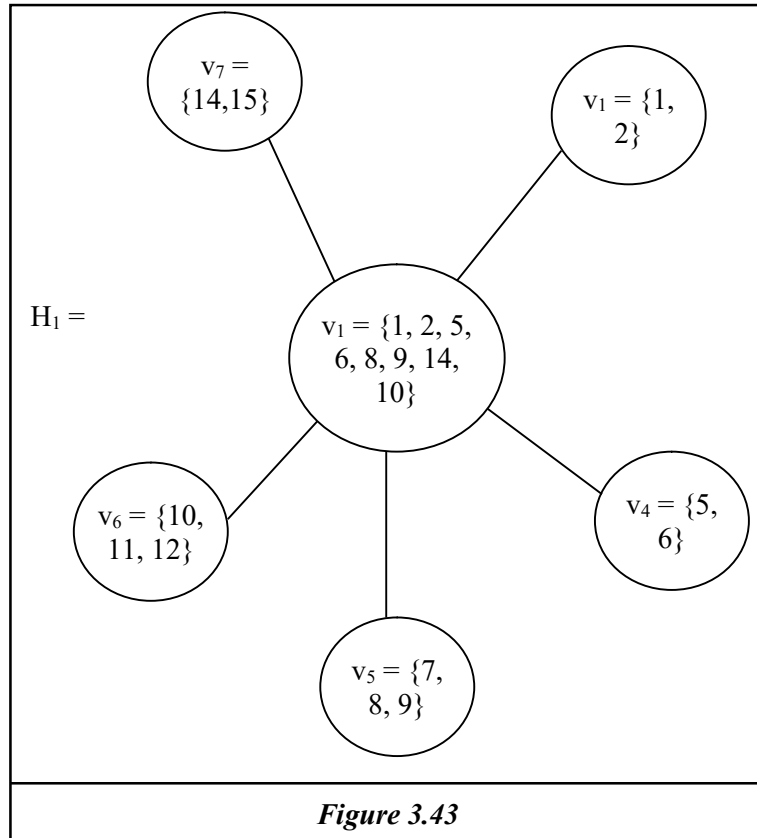 v₇ =
{14,15}
v₁ = {1,
2}
H₁ =
v₁ = {1, 2, 5,
6, 8, 9, 14,
10}
v₆ = {10,
11, 12}
v₄ = {5,
6}
v₅ = {7,
8, 9}
Figure 3.43